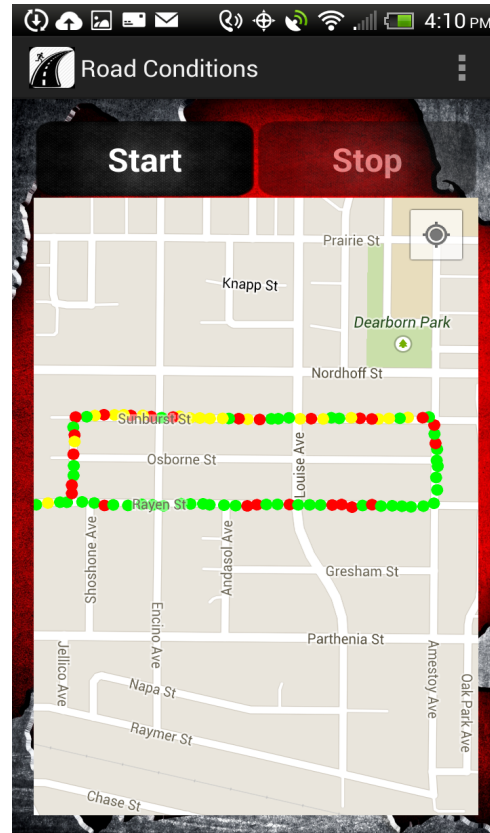 4:10 PM
Road Conditions
Start
Stop
Prairie St
Knapp St
Dearborn Park
Nordhoff St
Sunburst St
Louise Ave
Osborne St
Rayen St
Shoshone Ave
Andasol Ave
Gresham St
Encino Ave
Parthenia St
Jellico Ave
Amestoy Ave
Oak Park Ave
Napa St
Raymer St
Chase St